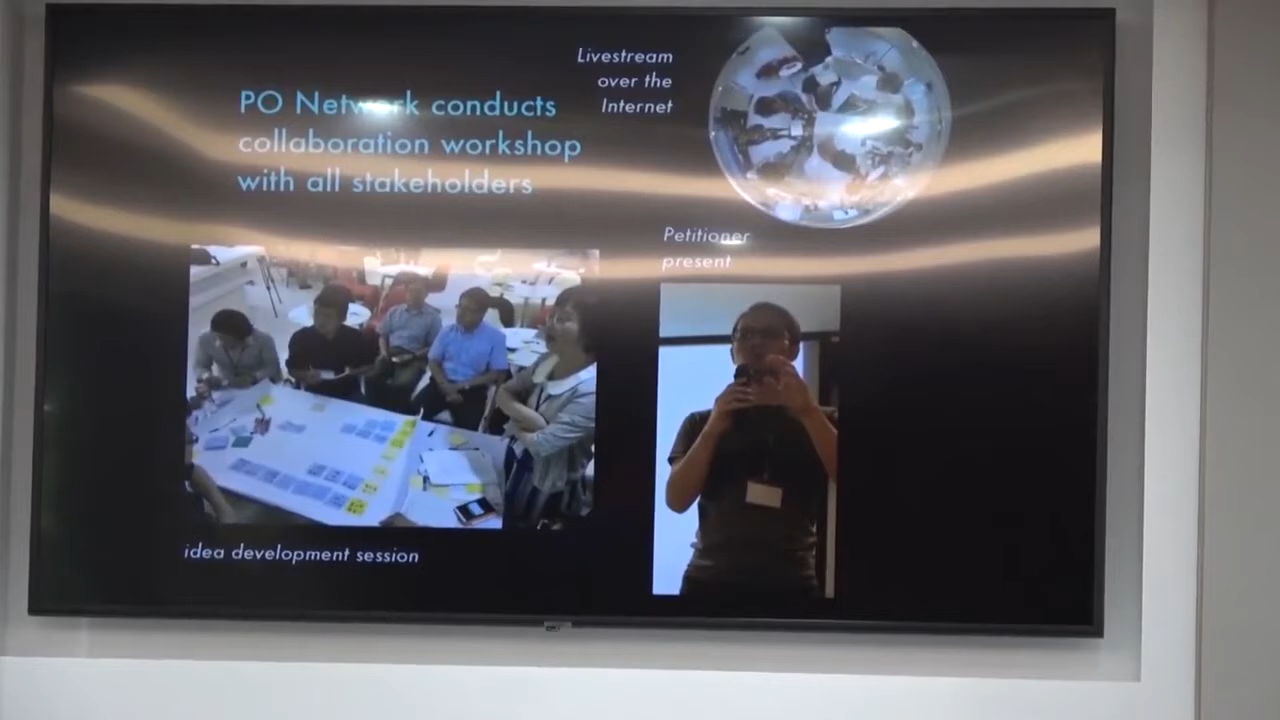 PO Network conducts
collaboration workshop
with all stakeholders
Livestream
over the
Internet
Petitioner
present
idea development session